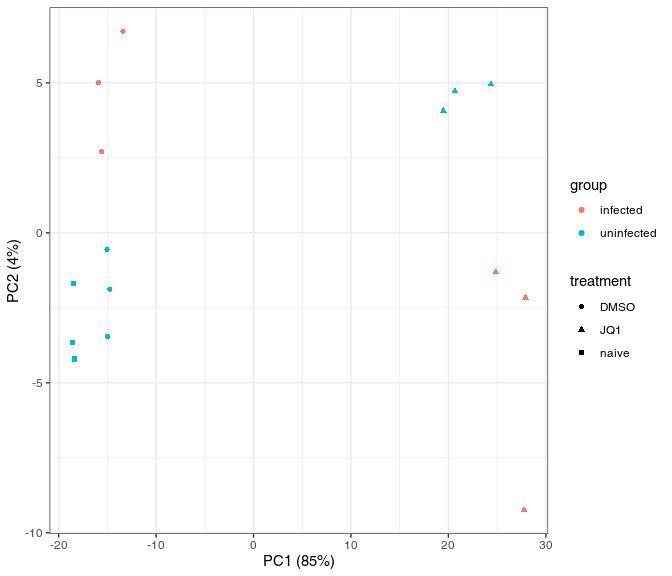 5
0
-5
-10
-20
-10
0
10
20
30
PC1 (85%)
PC2 (4%)
group
infected
uninfected
treatment
DMSO
JQ1
naive